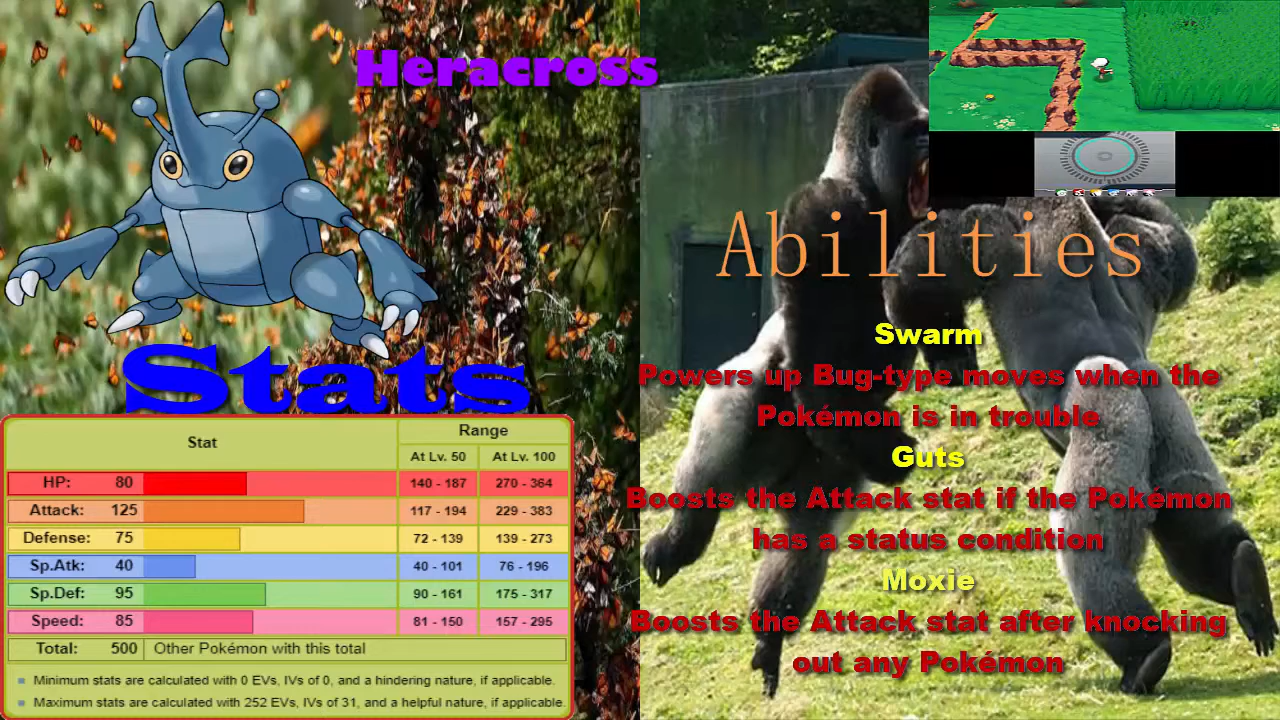 Heracross
Stats
Stat Range
At Lv. 50 At Lv. 100
HP: 80 140 - 187 270 - 364
Attack: 125 117 - 194 229 - 383
Defense: 75 72 - 139 139 - 273
Sp.Atk: 40 40 - 101 76 - 196
Sp.Def: 95 90 - 161 175 - 317
Speed: 85 81 - 150 157 - 295
Total: 500 Other Pokémon with this total
Minimum stats are calculated with 0 EVs, IVs of 0, and a hindering nature, if applicable.
Maximum stats are calculated with 252 EVs, IVs of 31, and a helpful nature, if applicable.
Abilities
Swarm
Powers up Bug-type moves when the
Pokémon is in trouble
Guts
Boosts the Attack stat if the Pokémon
has a status condition
Moxie
Boosts the Attack stat after knocking
out any Pokémon